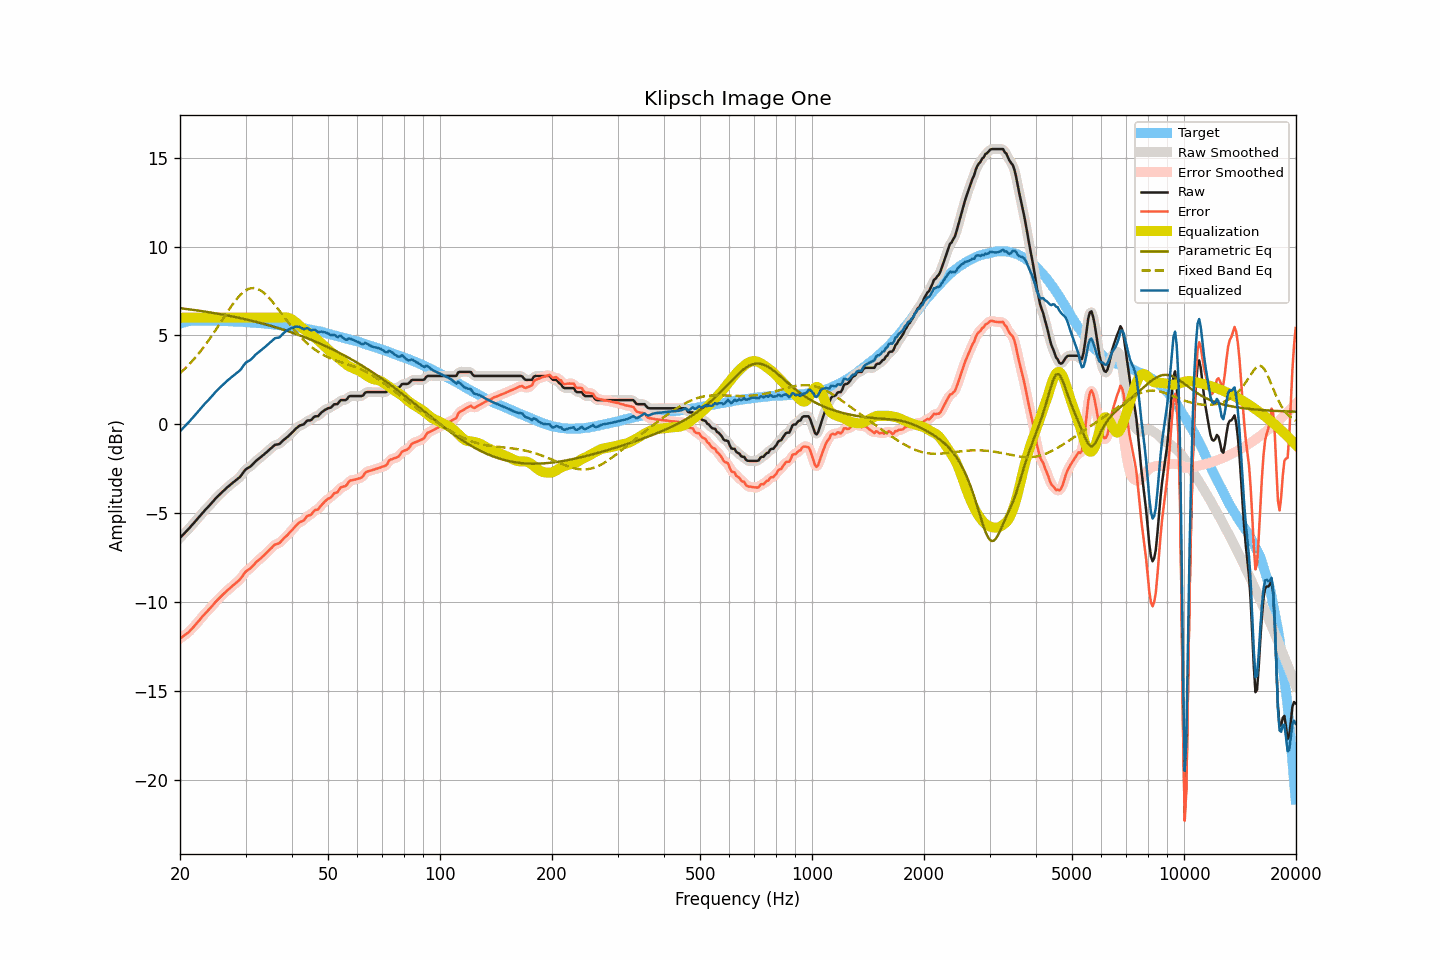 Klipsch Image One
Target
Raw Smoothed
Error Smoothed
Raw
Error
Equalization
Parametric Eq
Fixed Band Eq
Equalized
15
10
5
0
−5
−10
−15
−20
Amplitude (dBr)
20 50 100 200 500 1000 2000 5000 10000 20000
Frequency (Hz)